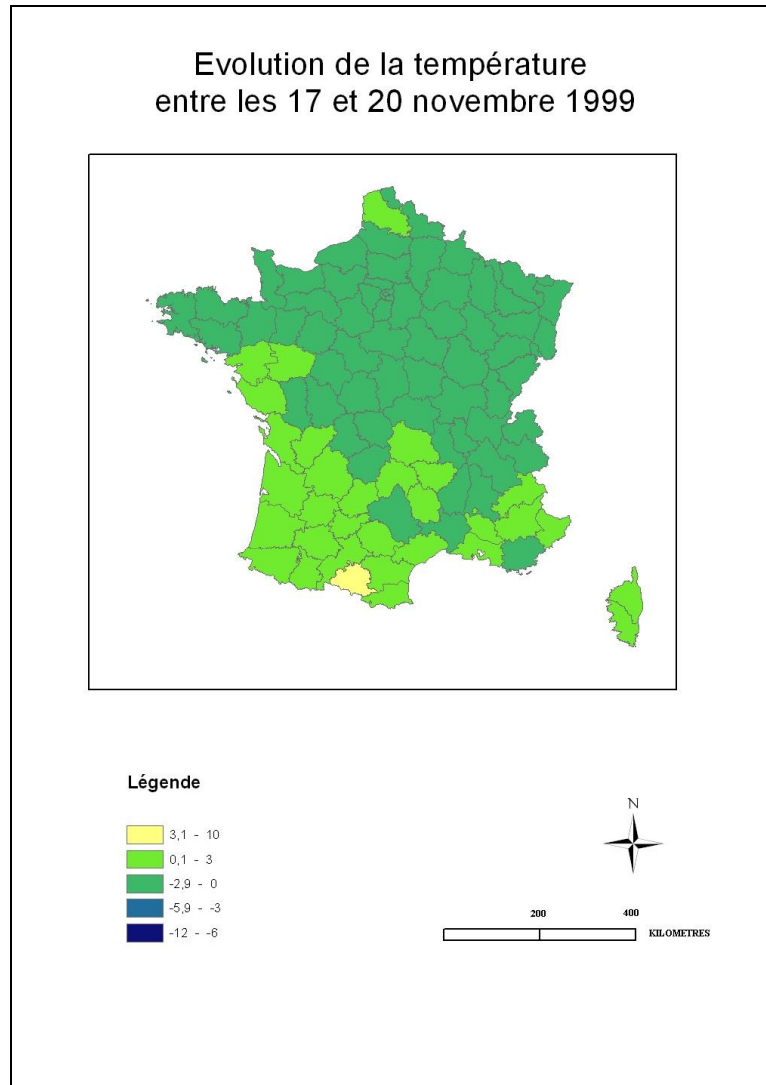 Evolution de la température
entre les 17 et 20 novembre 1999
Légende
3,1 - 10
0,1 - 3
-2,9 - 0
-5,9 - -3
-12 - -6
N
200 400
KILOMETRES